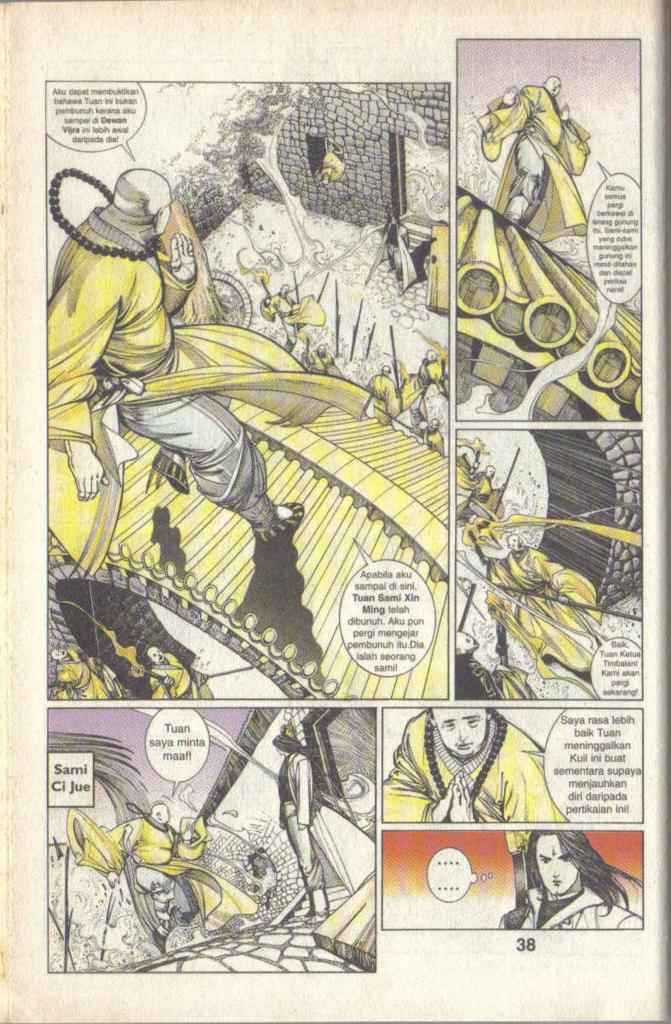 Aku dapat membuktikan
bahawa Tuan ini bukan
pembunuh kerana aku
sampai di Dewan
Vijra ini lebih awal
daripada dia!
Apabila aku
sampai di sini,
Tuan Sami Xin
Ming telah
dibunuh. Aku pun
pergi mengejar
pembunuh itu.Dia
ialah seorang
sami!
Kamu
semua
pergi
berkawal di
lereng gunung
itu. Sami-sami
yang cuba
meninggalkan
gunung ini
mesti ditahan
dan disoal
periksa
nanti!
Baik,
Tuan Ketua
Timbalan!
Kami akan
pergi
sekarang!
Tuan
saya minta
maaf!
Sami
Ci Jue
Saya rasa lebih
baik Tuan
meninggalkan
Kuil ini buat
sementara supaya
menjauhkan
diri daripada
pertikaian ini!
....
....
38